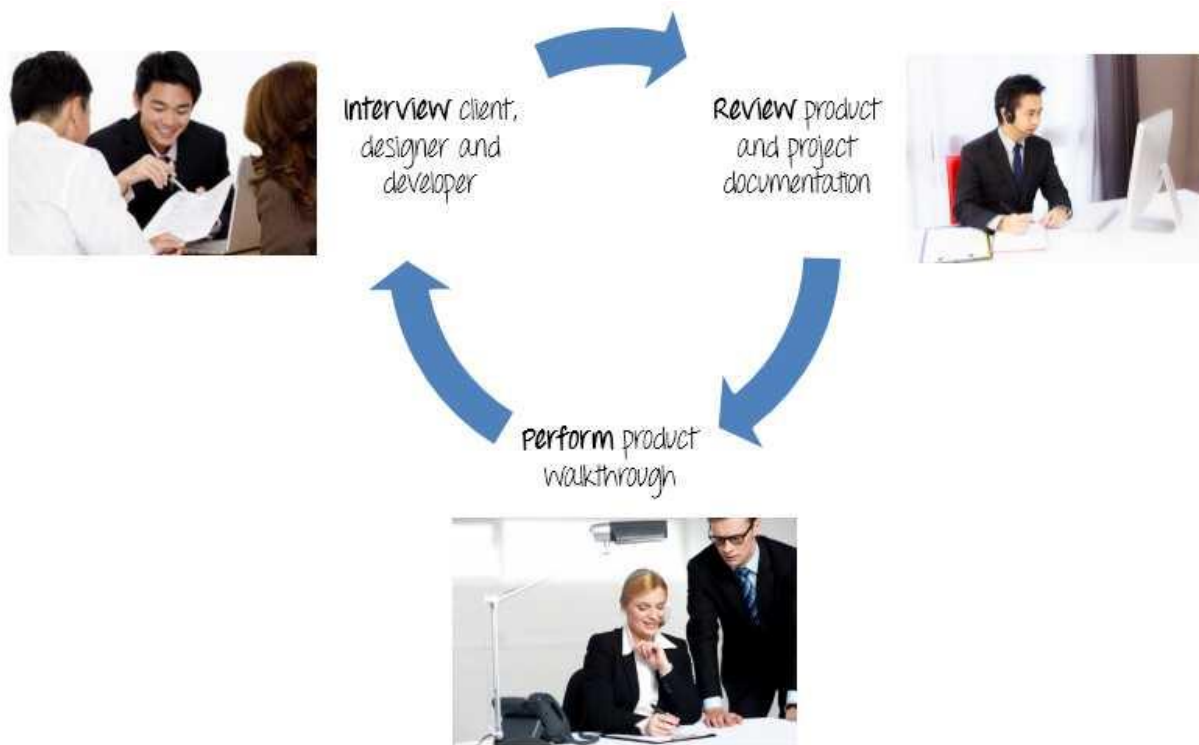 Interview client,
designer and
developer
Review product
and project
documentation
Perform product
walkthrough